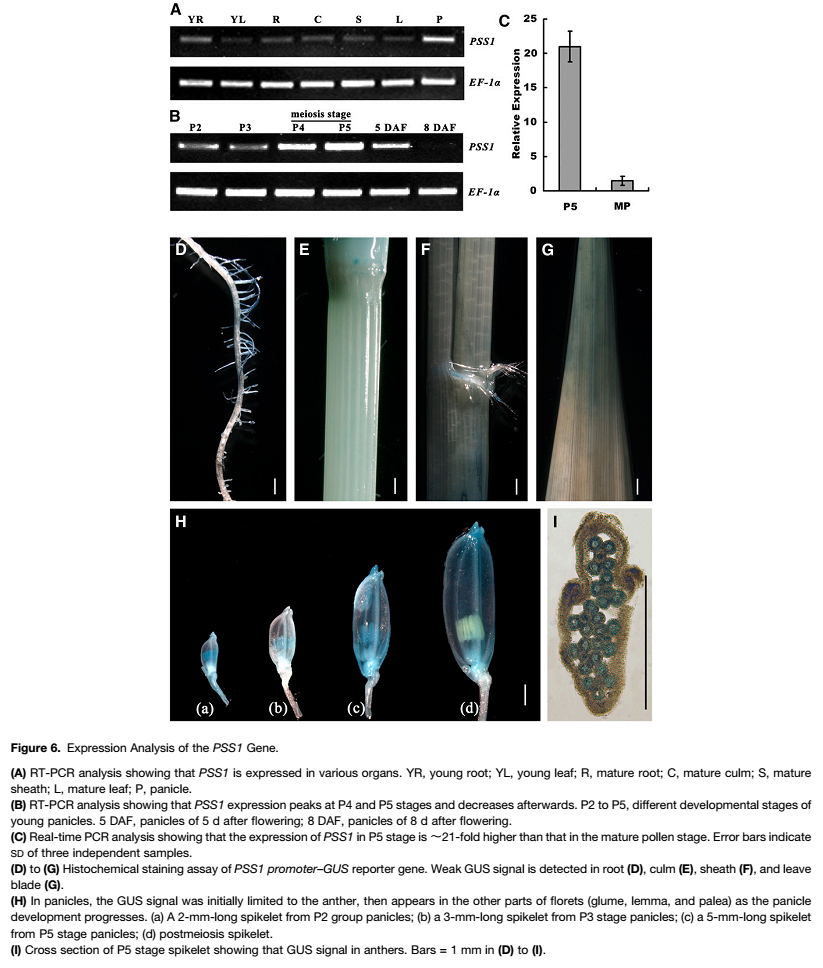 A
YR YL R C S L P
PSS1
EF-1α
B
meiosis stage
P2 P3 P4 P5 5 DAF 8 DAF
PSS1
EF-1α
C
Relative Expression
25
20
15
10
5
0
P5 MP
D E F G
H I
(a) (b) (c) (d)
Figure 6. Expression Analysis of the PSS1 Gene.
(A) RT-PCR analysis showing that PSS1 is expressed in various organs. YR, young root; YL, young leaf; R, mature root; C, mature culm; S, mature
sheath; L, mature leaf; P, panicle.
(B) RT-PCR analysis showing that PSS1 expression peaks at P4 and P5 stages and decreases afterwards. P2 to P5, different developmental stages of
young panicles. 5 DAF, panicles of 5 d after flowering; 8 DAF, panicles of 8 d after flowering.
(C) Real-time PCR analysis showing that the expression of PSS1 in P5 stage is ~21-fold higher than that in the mature pollen stage. Error bars indicate
SD of three independent samples.
(D) to (G) Histochemical staining assay of PSS1 promoter–GUS reporter gene. Weak GUS signal is detected in root (D), culm (E), sheath (F), and leave
blade (G).
(H) In panicles, the GUS signal was initially limited to the anther, then appears in the other parts of florets (glume, lemma, and palea) as the panicle
development progresses. (a) A 2-mm-long spikelet from P2 group panicles; (b) a 3-mm-long spikelet from P3 stage panicles; (c) a 5-mm-long spikelet
from P5 stage panicles; (d) postmeiosis spikelet.
(I) Cross section of P5 stage spikelet showing that GUS signal in anthers. Bars = 1 mm in (D) to (I).